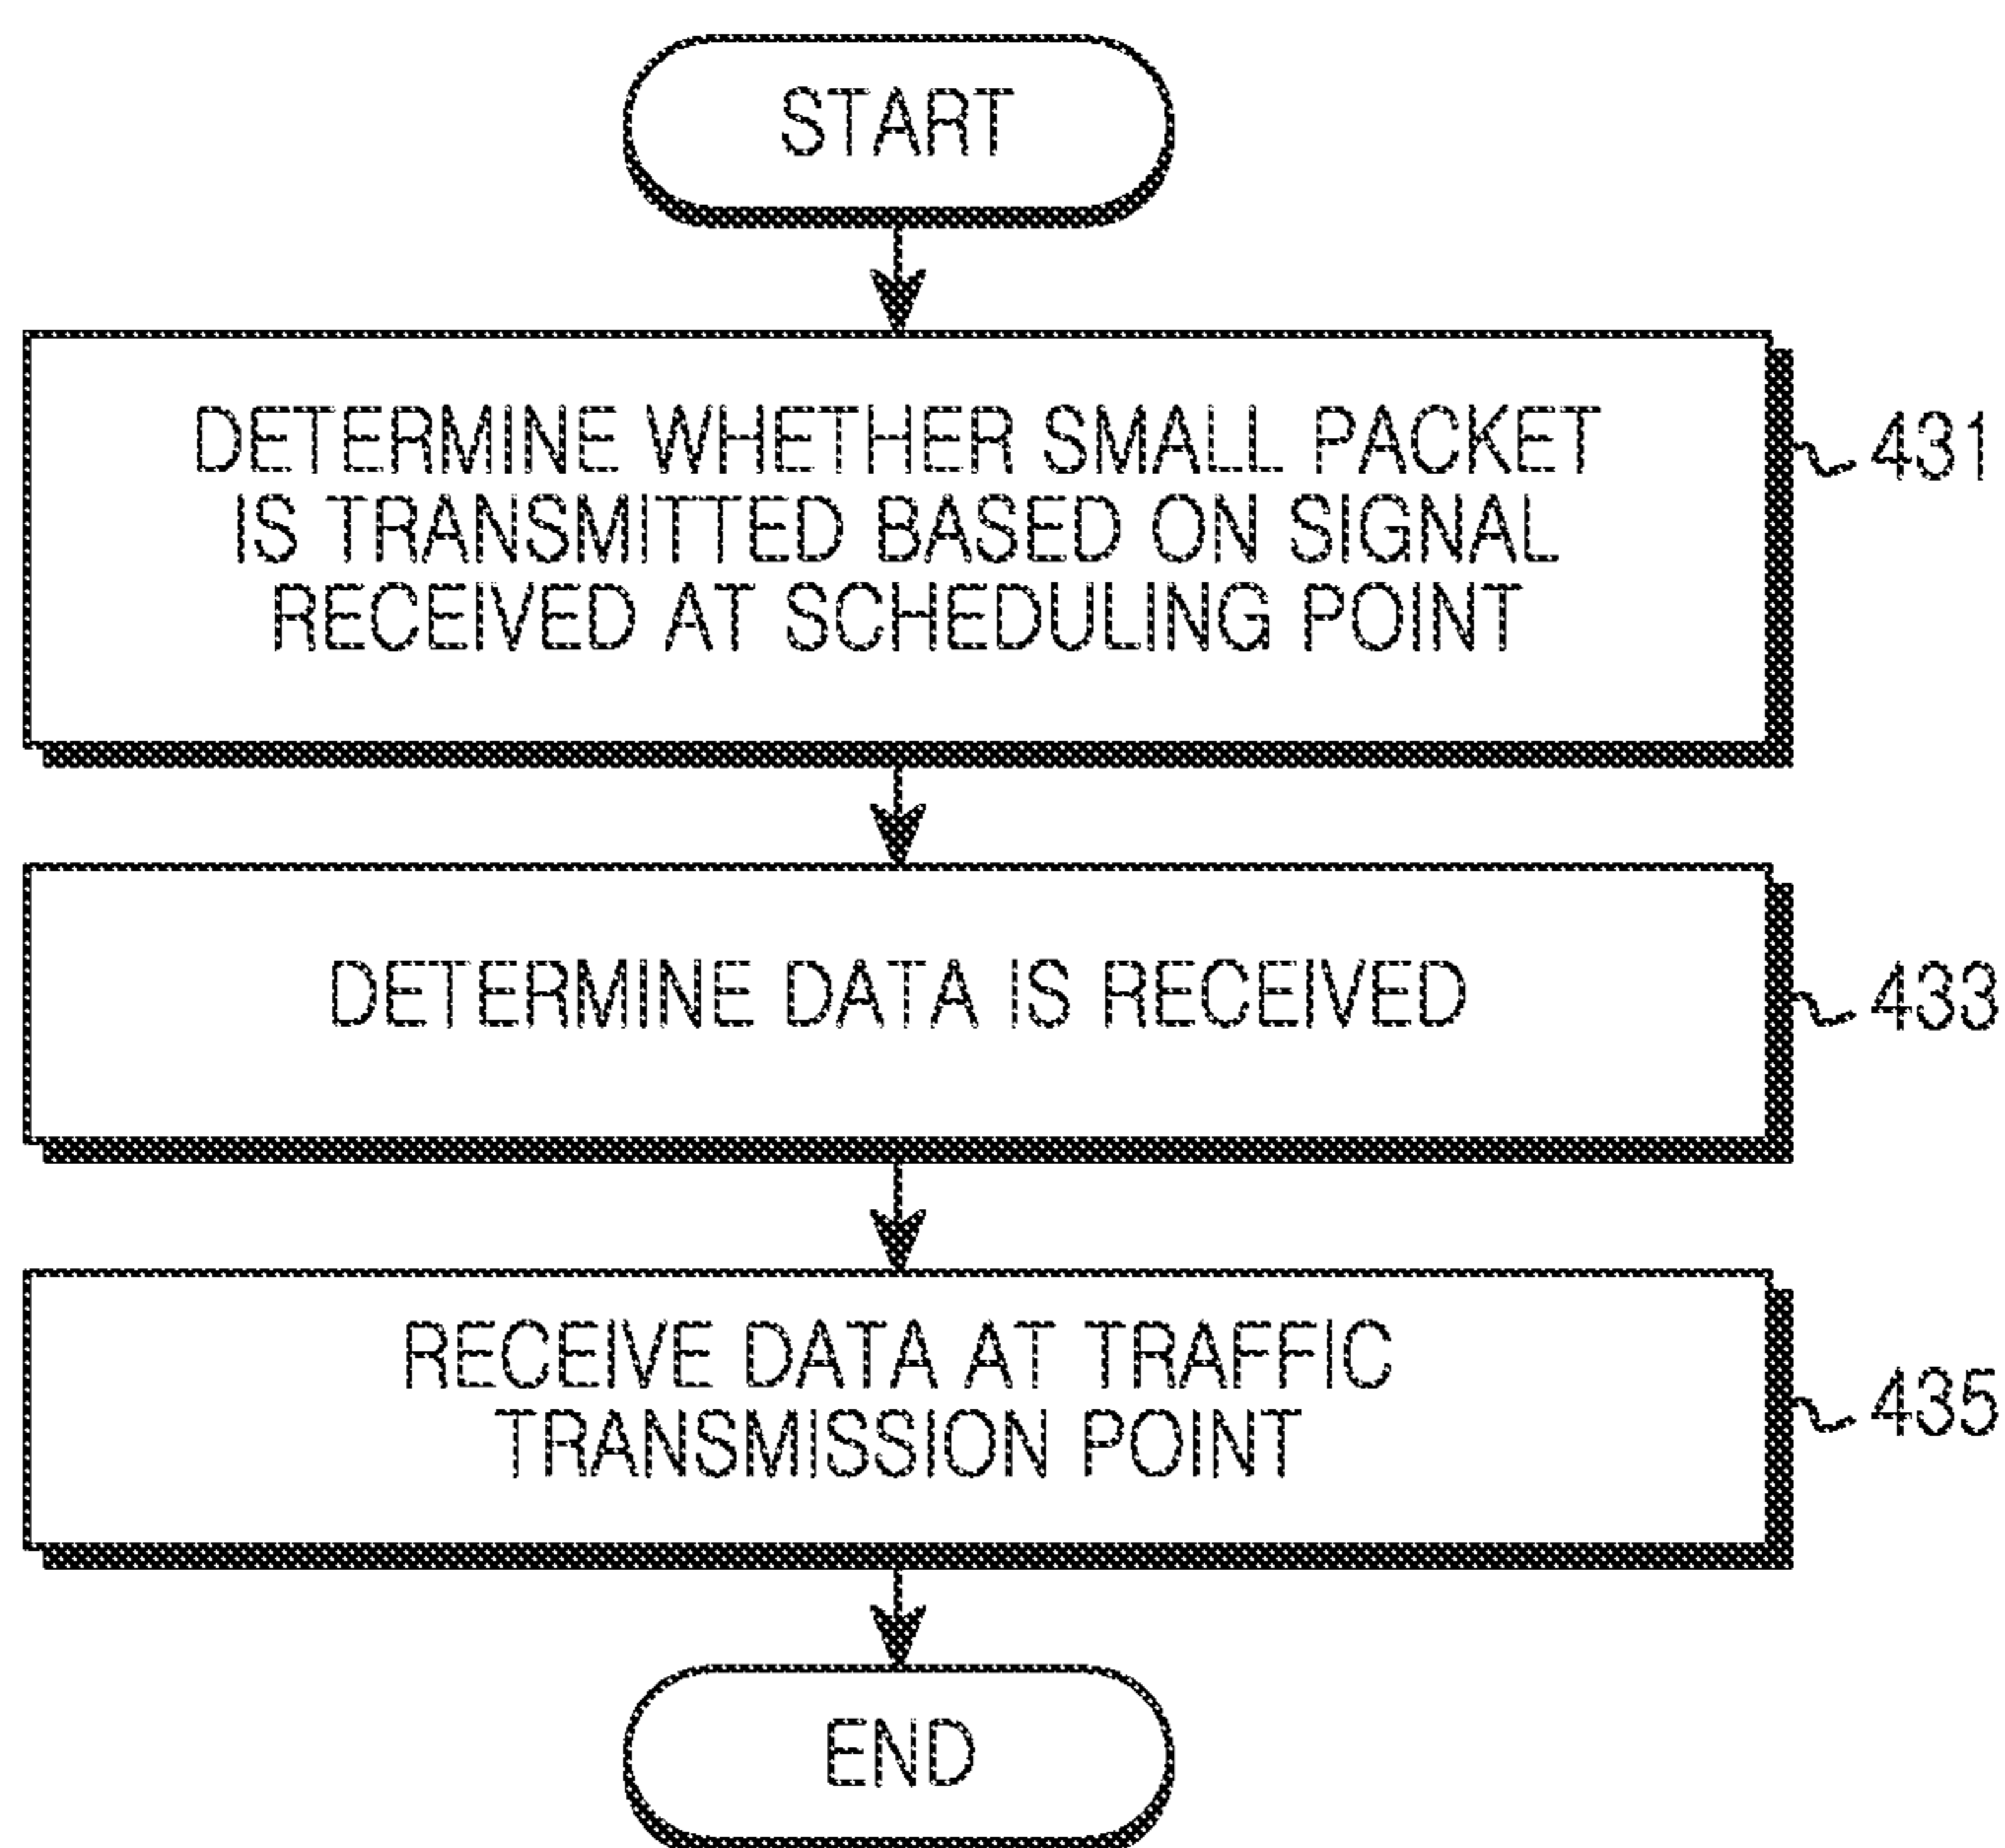 START
DETERMINE WHETHER SMALL PACKET
IS TRANSMITTED BASED ON SIGNAL
RECEIVED AT SCHEDULING POINT
431
DETERMINE DATA IS RECEIVED
433
RECEIVE DATA AT TRAFFIC
TRANSMISSION POINT
435
END